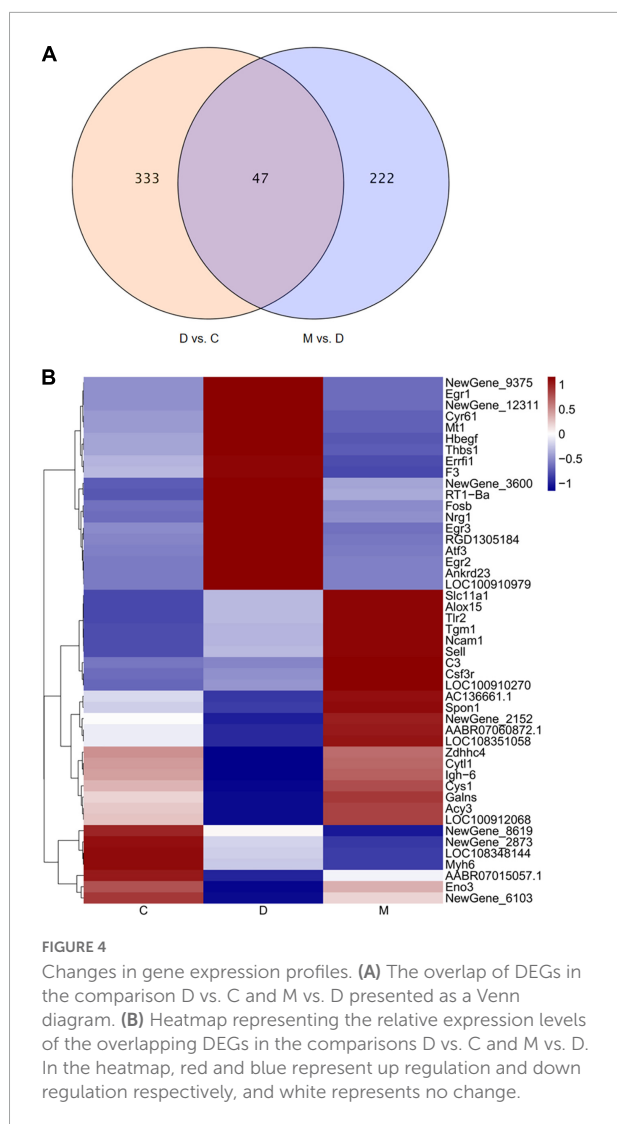 A
333
47
222
D vs. C
M vs. D
B
NewGene_9375
Egr1
NewGene_12311
Cyr61
Mt1
Hbegf
Thbs1
Errfi1
F3
NewGene_3600
RT1−Ba
Fosb
Nrg1
Egr3
RGD1305184
Atf3
Egr2
Ankrd23
LOC100910979
Slc11a1
Alox15
Tlr2
Tgm1
Ncam1
Sell
C3
Csf3r
LOC100910270
AC136661.1
Spon1
NewGene_2152
AABR07060872.1
LOC108351058
Zdhhc4
Cytl1
Igh−6
Cys1
Galns
Acy3
LOC100912068
NewGene_8619
NewGene_2873
LOC108348144
Myh6
AABR07015057.1
Eno3
NewGene_6103
1
0.5
0
−0.5
−1
C
D
M
FIGURE 4
Changes in gene expression profiles. (A) The overlap of DEGs in
the comparison D vs. C and M vs. D presented as a Venn
diagram. (B) Heatmap representing the relative expression levels
of the overlapping DEGs in the comparisons D vs. C and M vs. D.
In the heatmap, red and blue represent up regulation and down
regulation respectively, and white represents no change.